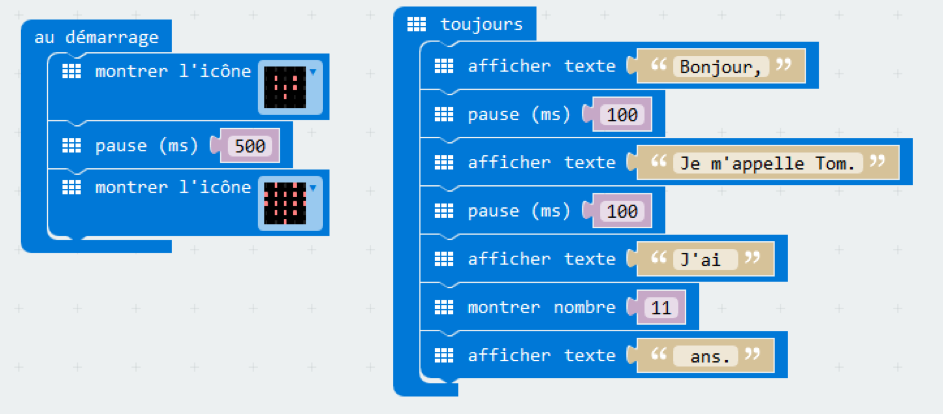 au démarrage
montrer l'icône
pause (ms) 500
montrer l'icône
toujours
afficher texte “ Bonjour, ”
pause (ms) 100
afficher texte “ Je m'appelle Tom. ”
pause (ms) 100
afficher texte “ J'ai ”
montrer nombre 11
afficher texte “ ans. ”